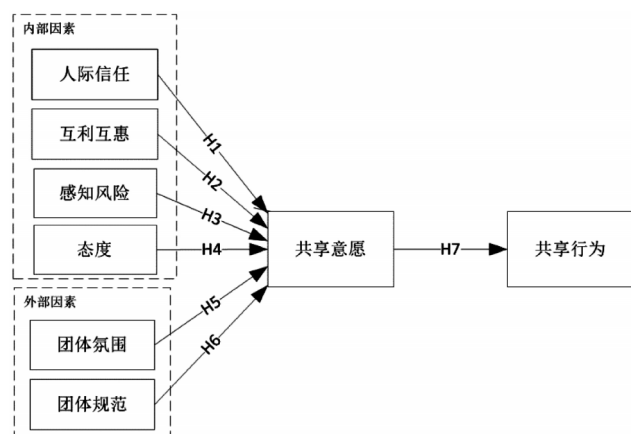 内部因素
人际信任
互利互惠
感知风险
态度
外部因素
团体氛围
团体规范
H1
H2
H3
H4
H5
H6
共享意愿
H7
共享行为